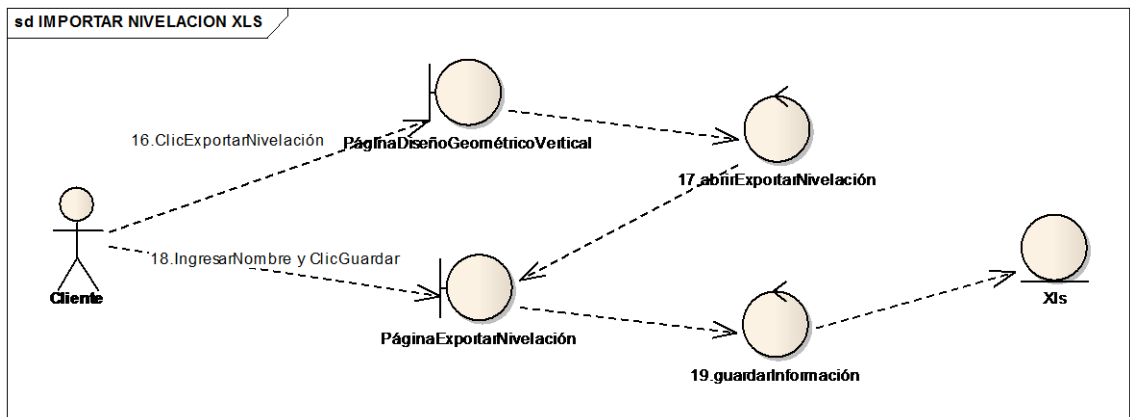 sd IMPORTAR NIVELACION XLS
16.ClicExportarNivelación
PáginaDiseñoGeométricoVertical
17.abrirExportarNivelación
18.IngresarNombre y ClicGuardar
Cliente
PáginaExportarNivelación
Xls
19.guardarInformación